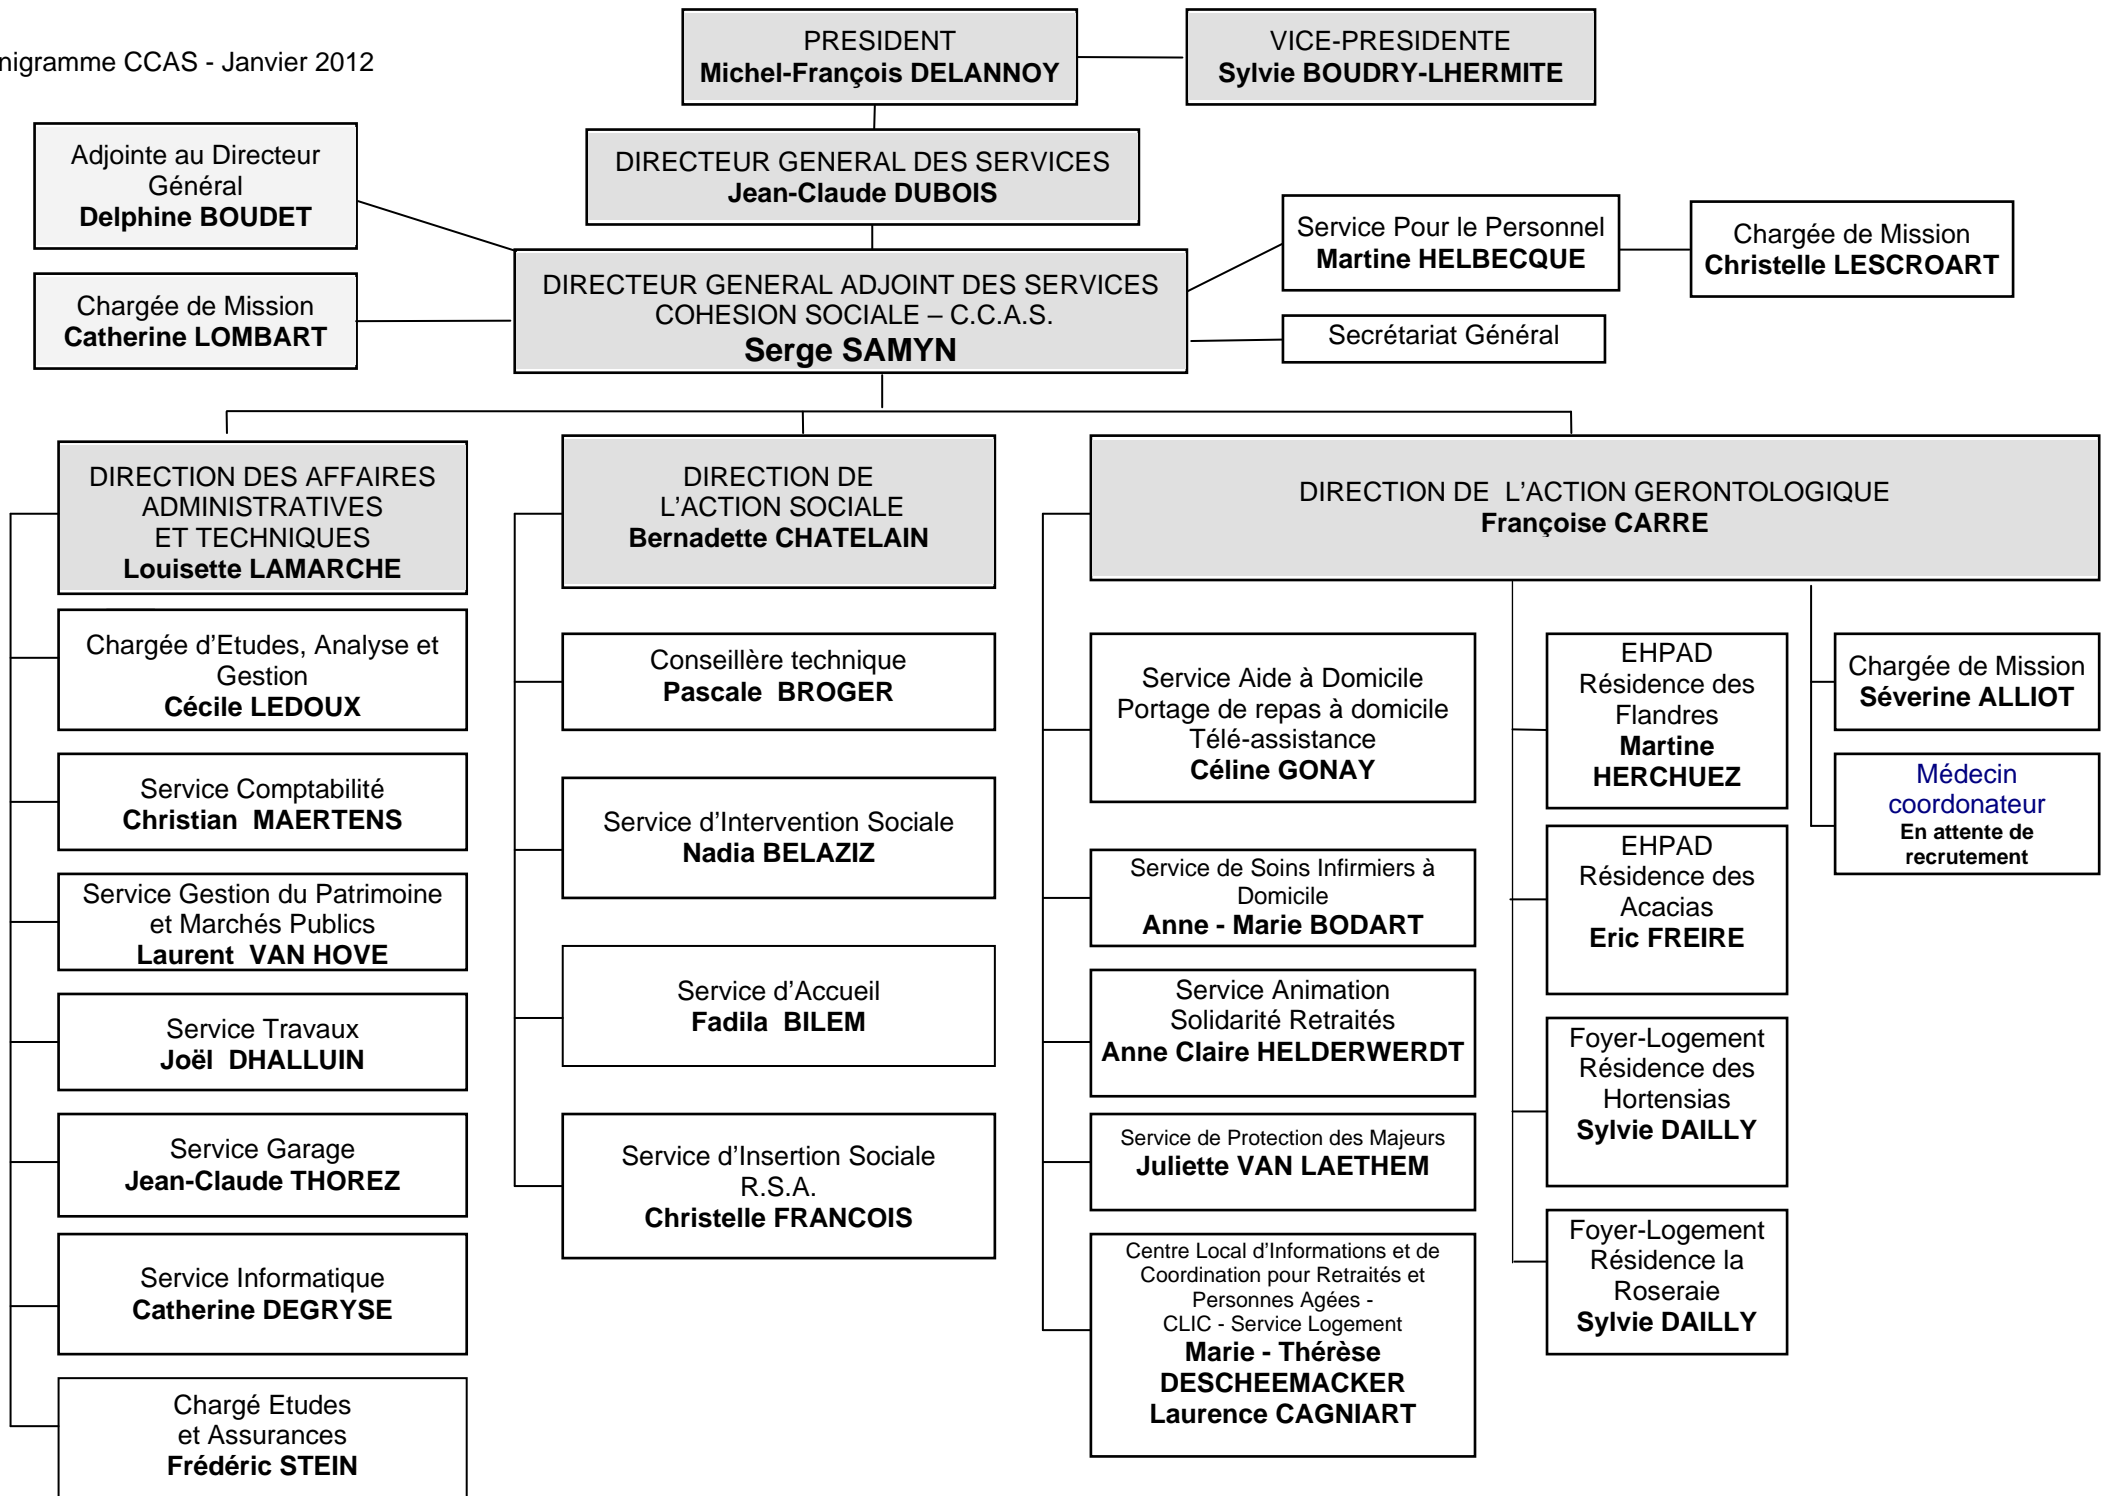 nigramme CCAS - Janvier 2012
PRESIDENT
Michel-François DELANNOY
VICE-PRESIDENTE
Sylvie BOUDRY-LHERMITE
Adjointe au Directeur
Général
Delphine BOUDET
DIRECTEUR GENERAL DES SERVICES
Jean-Claude DUBOIS
Service Pour le Personnel
Martine HELBECQUE
Chargée de Mission
Christelle LESCROART
Chargée de Mission
Catherine LOMBART
DIRECTEUR GENERAL ADJOINT DES SERVICES
COHESION SOCIALE – C.C.A.S.
Serge SAMYN
Secrétariat Général
DIRECTION DES AFFAIRES
ADMINISTRATIVES
ET TECHNIQUES
Louisette LAMARCHE
Chargée d'Etudes, Analyse et
Gestion
Cécile LEDOUX
Service Comptabilité
Christian MAERTENS
Service Gestion du Patrimoine
et Marchés Publics
Laurent VAN HOVE
Service Travaux
Joël DHALLUIN
Service Garage
Jean-Claude THOREZ
Service Informatique
Catherine DEGRYSE
Chargé Etudes
et Assurances
Frédéric STEIN
DIRECTION DE
L'ACTION SOCIALE
Bernadette CHATELAIN
Conseillère technique
Pascale BROGER
Service d'Intervention Sociale
Nadia BELAZIZ
Service d'Accueil
Fadila BILEM
Service d'Insertion Sociale
R.S.A.
Christelle FRANCOIS
DIRECTION DE L'ACTION GERONTOLOGIQUE
Françoise CARRE
Service Aide à Domicile
Portage de repas à domicile
Télé-assistance
Céline GONAY
Service de Soins Infirmiers à
Domicile
Anne - Marie BODART
Service Animation
Solidarité Retraités
Anne Claire HELDERWERDT
Service de Protection des Majeurs
Juliette VAN LAETHEM
Centre Local d'Informations et de
Coordination pour Retraités et
Personnes Agées -
CLIC - Service Logement
Marie - Thérèse
DESCHEEMACKER
Laurence CAGNIART
EHPAD
Résidence des
Flandres
Martine
HERCHUEZ
EHPAD
Résidence des
Acacias
Eric FREIRE
Foyer-Logement
Résidence des
Hortensias
Sylvie DAILLY
Foyer-Logement
Résidence la
Roseraie
Sylvie DAILLY
Chargée de Mission
Séverine ALLIOT
Médecin
coordonateur
En attente de
recrutement